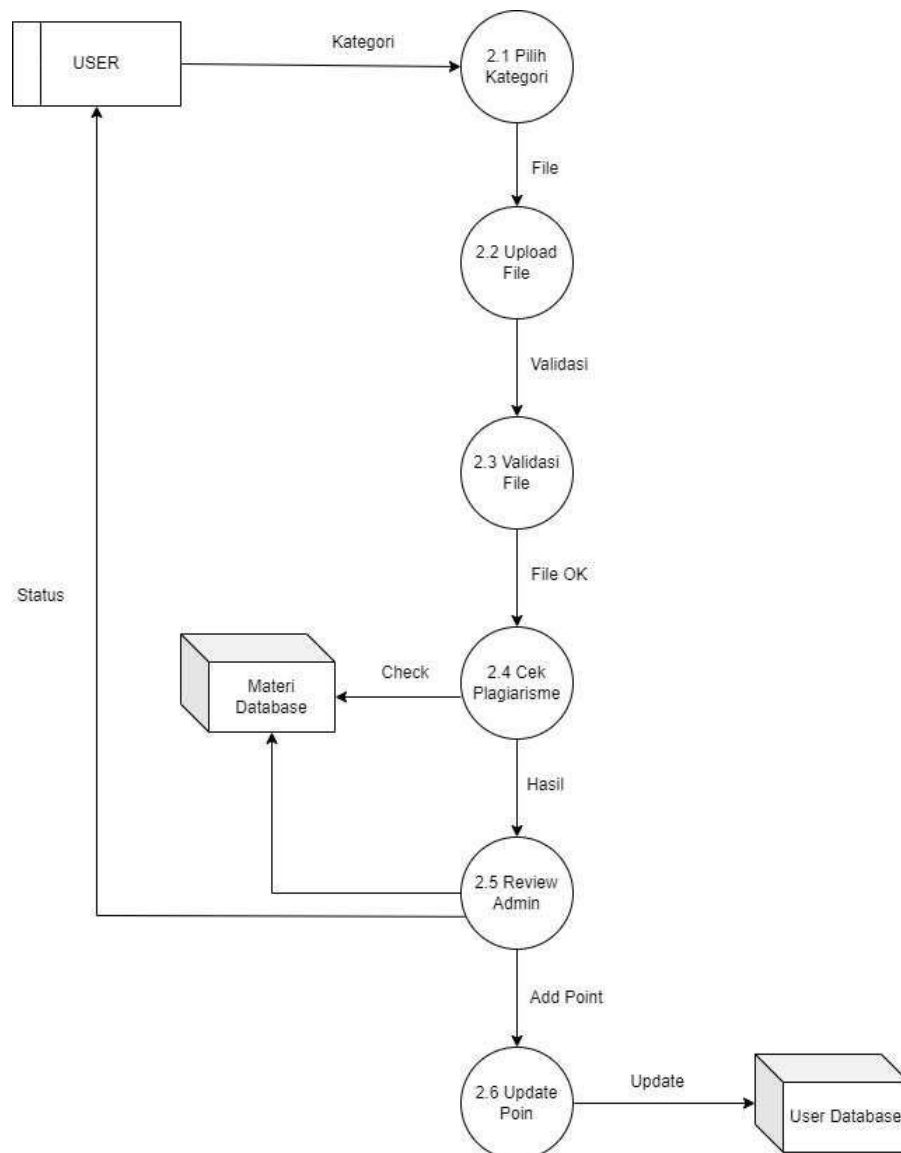 USER
Kategori
2.1 Pilih
Kategori
File
2.2 Upload
File
Validasi
2.3 Validasi
File
File OK
Status
Materi
Database
Check
2.4 Cek
Plagiarisme
Hasil
2.5 Review
Admin
Add Point
2.6 Update
Poin
Update
User Database